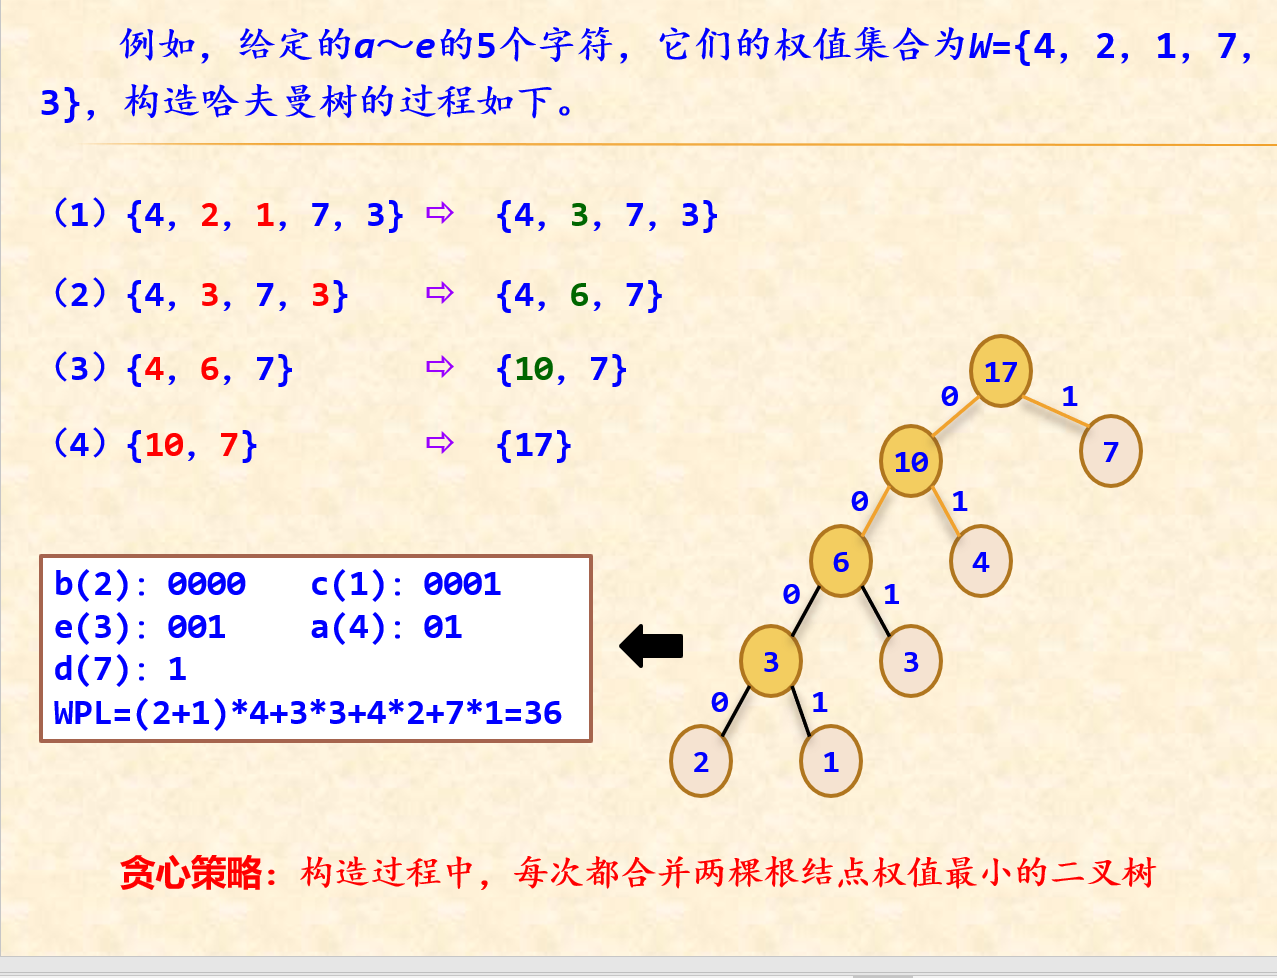 例如，给定的a～e的5个字符，它们的权值集合为W={4，2，1，7，
3}，构造哈夫曼树的过程如下。
（1）{4，2，1，7，3} ⇨ {4，3，7，3}
（2）{4，3，7，3} ⇨ {4，6，7}
（3）{4，6，7} ⇨ {10，7}
（4）{10，7} ⇨ {17}
17
0 1
10 7
0 1
6 4
0 1
3 3
0 1
2 1
b(2)：0000 c(1)：0001
e(3)：001 a(4)：01
d(7)：1
WPL=(2+1)*4+3*3+4*2+7*1=36
贪心策略：构造过程中，每次都合并两棵根结点权值最小的二叉树